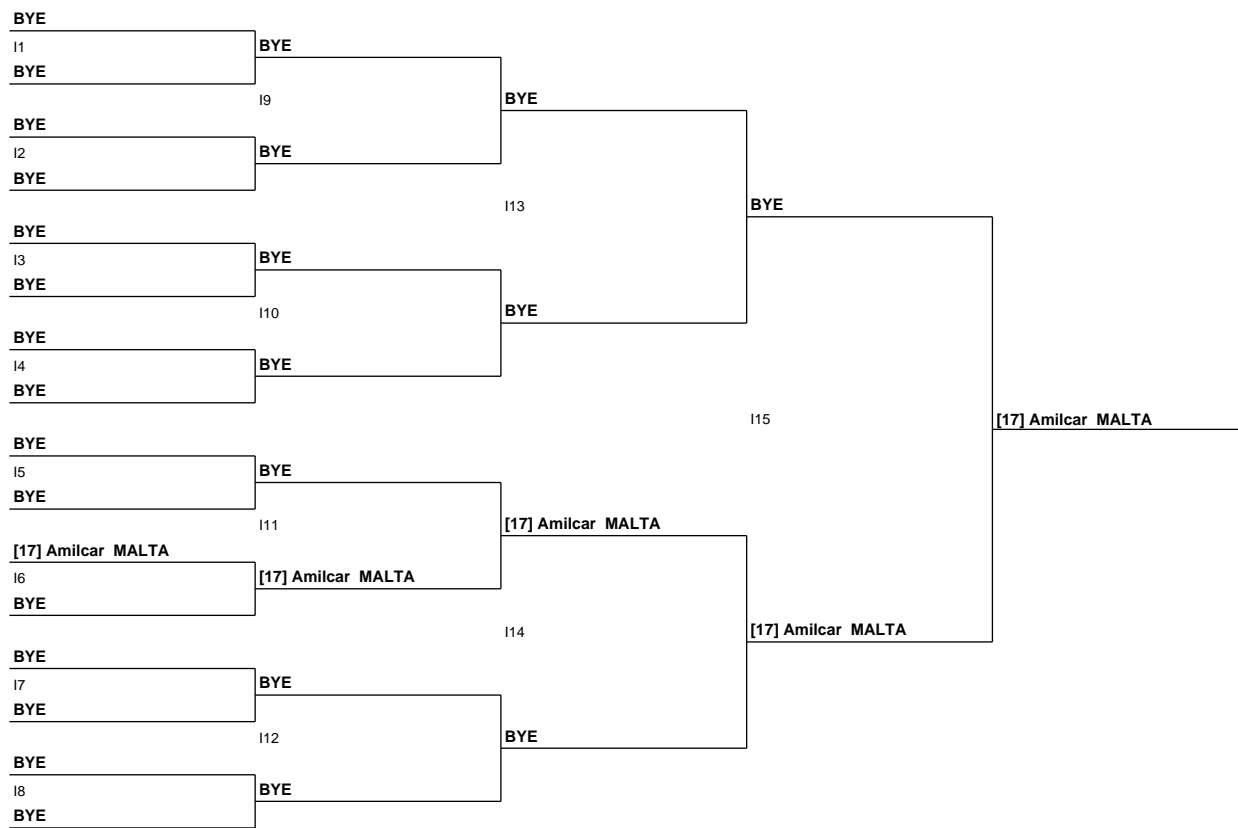 BYE
I1
BYE
BYE
I9
BYE
BYE
I2
BYE
BYE
I13
BYE
BYE
I3
BYE
BYE
I10
BYE
BYE
I4
BYE
BYE
I15
[17] Amilcar MALTA
BYE
I5
BYE
BYE
I11
[17] Amilcar MALTA
[17] Amilcar MALTA
I6
[17] Amilcar MALTA
BYE
I14
[17] Amilcar MALTA
BYE
I7
BYE
BYE
I12
BYE
BYE
I8
BYE
BYE